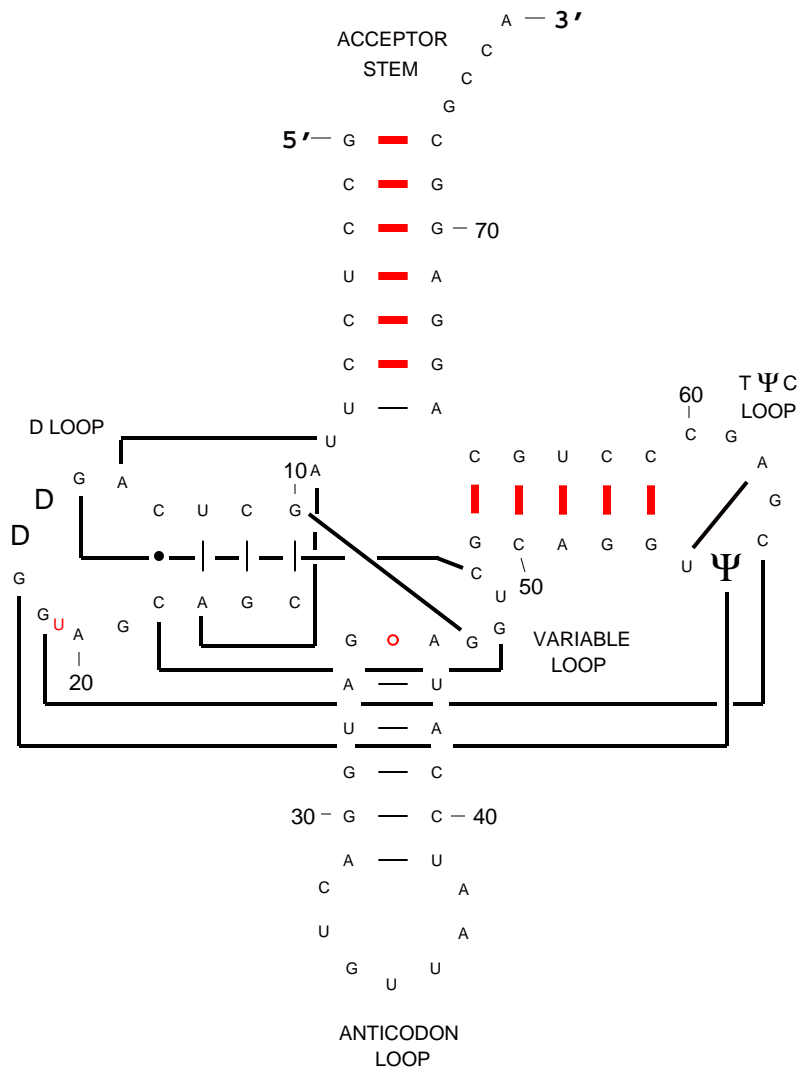 A 3′
ACCEPTOR
STEM
C
C
G
5′ G C
C G
C G 70
U A
C G
C G
U A
T Ψ C
LOOP
60
C G
A
G
C
D LOOP
U
A
10
G A
D
D
C U C G
C G U C C
G C A G G
U Ψ
50
C
U
G
G
G
G
U
A
20
G
C A G C
VARIABLE
LOOP
G A
A U
U A
G C
30 G C 40
A U
C A
U A
G U U
ANTICODON
LOOP